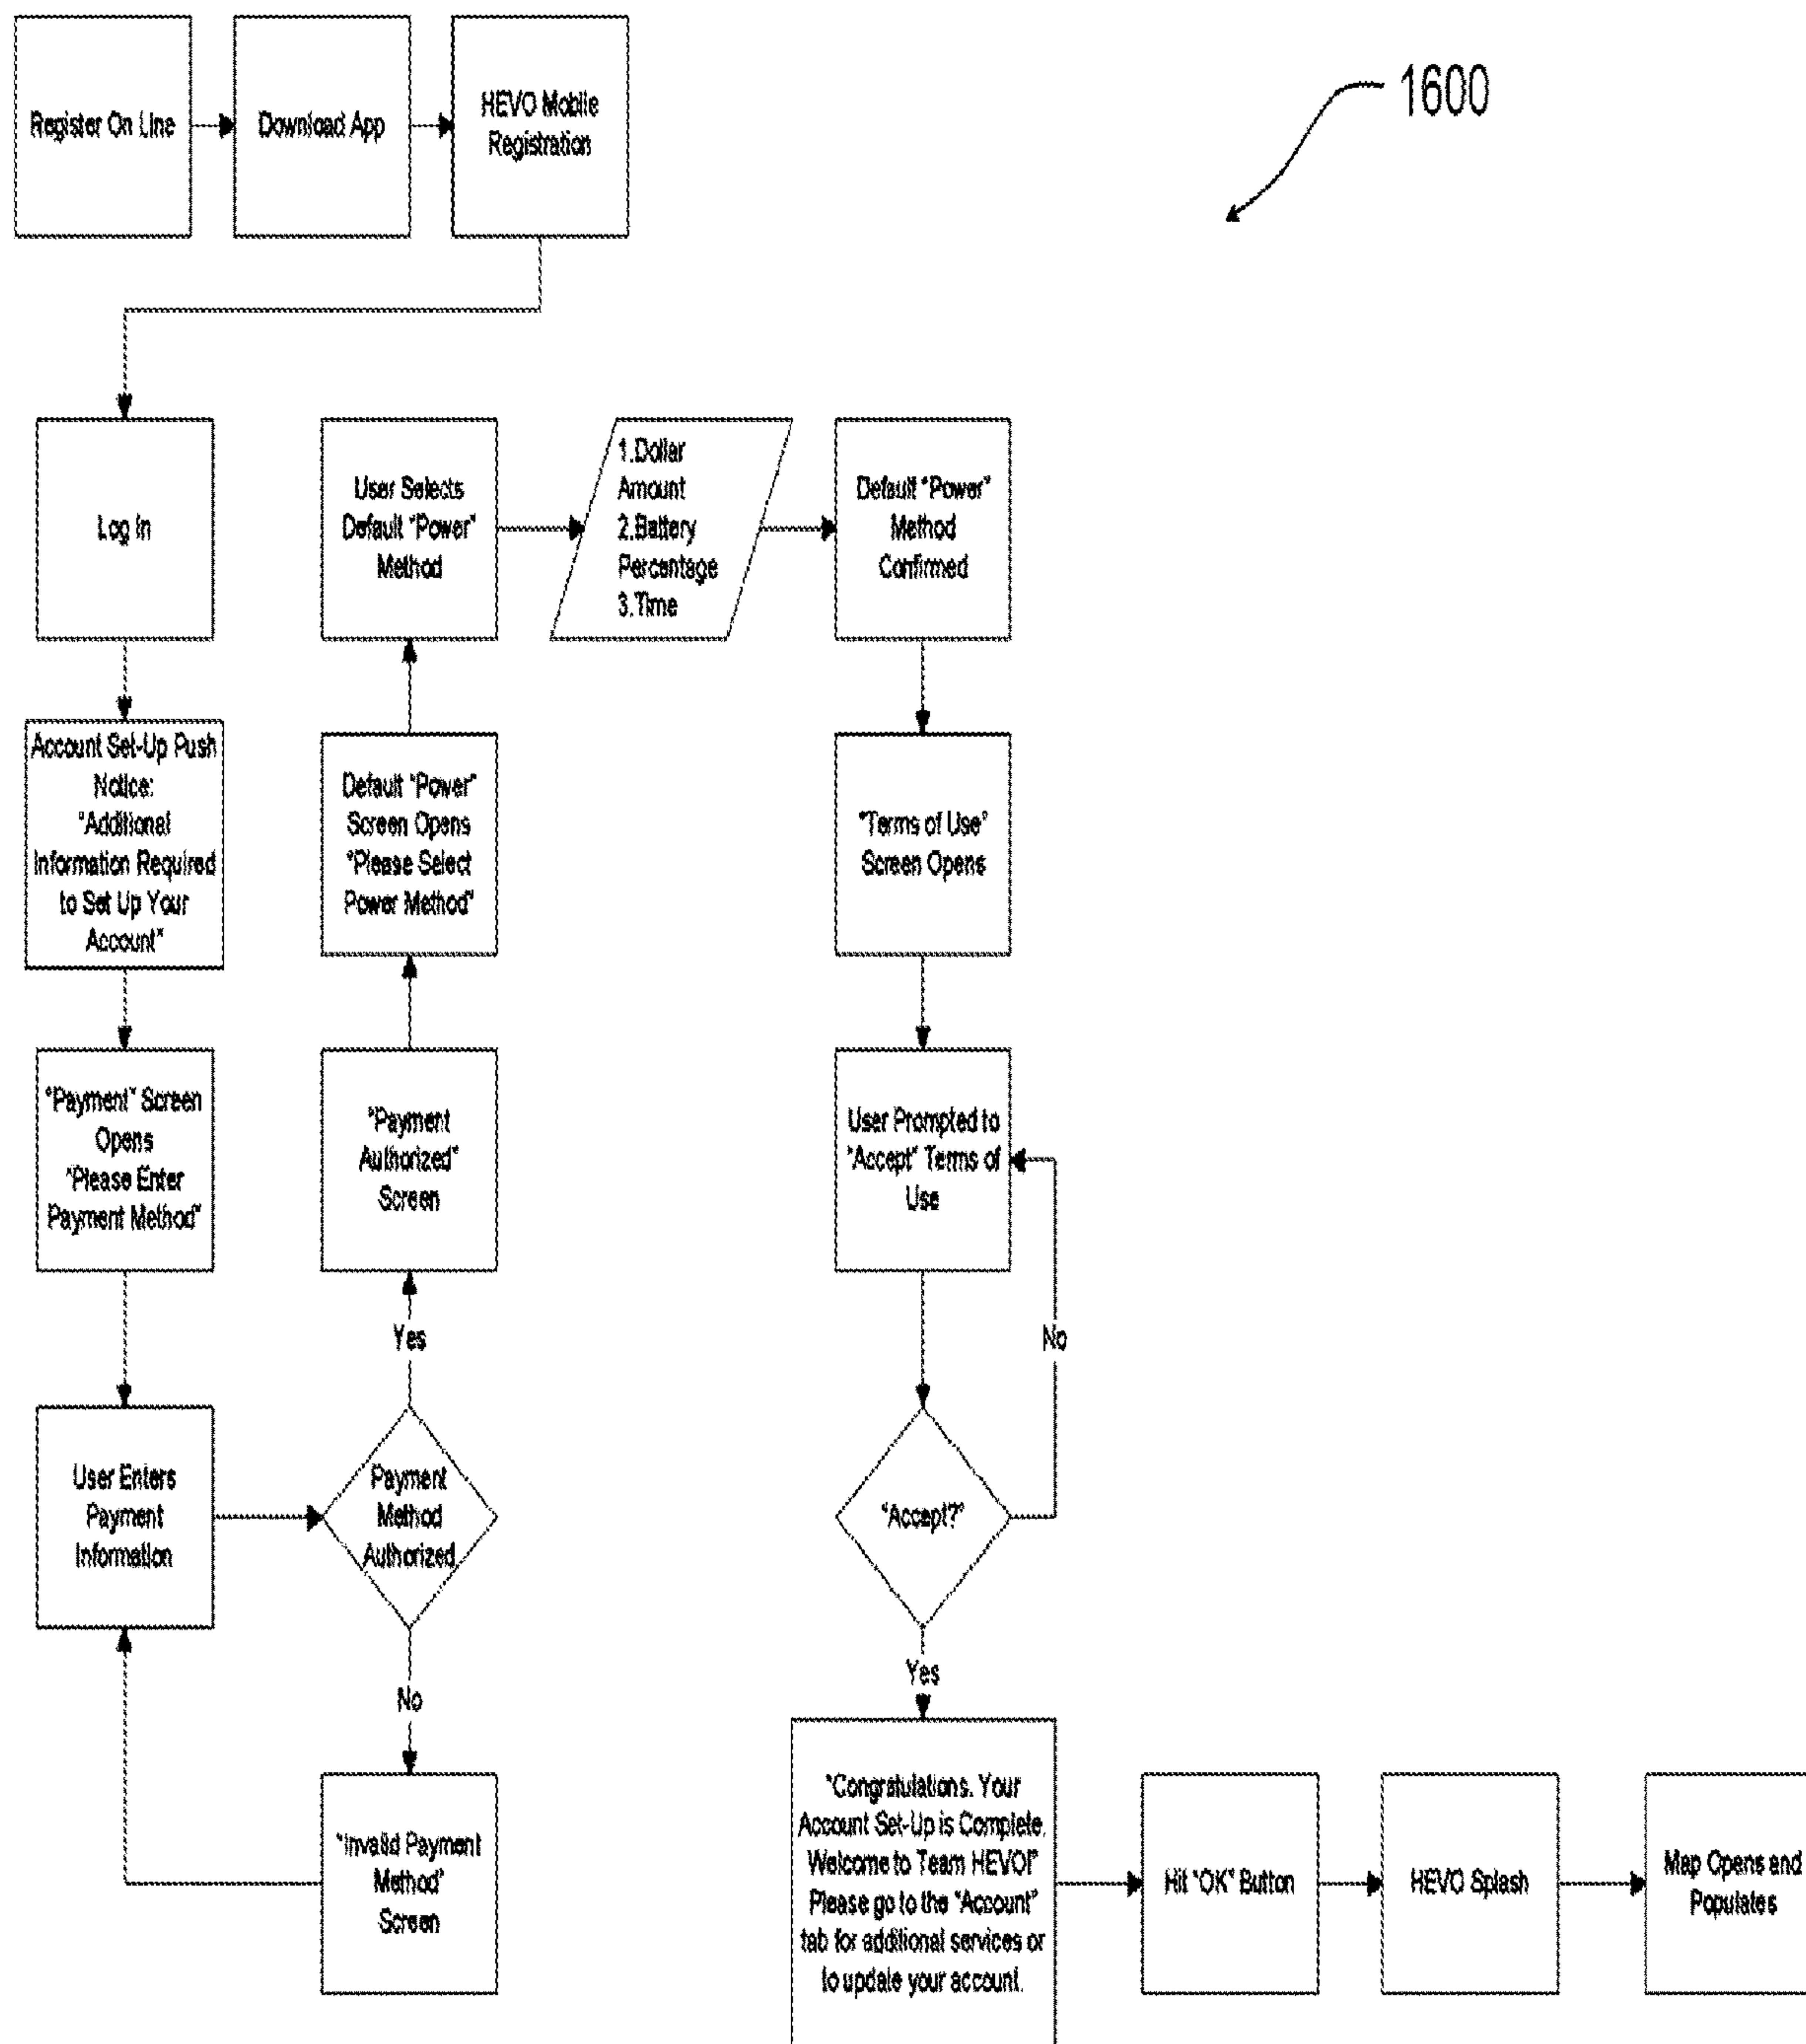 Register On Line
Download App
HEVO Mobile
Registration
1600
Log In
User Selects
Default "Power"
Method
1.Dollar
Amount
2.Battery
Percentage
3.Time
Default "Power"
Method
Confirmed
Account Set-Up Push
Notice:
"Additional
Information Required
to Set Up Your
Account"
Default "Power"
Screen Opens
"Please Select
Power Method"
"Terms of Use"
Screen Opens
"Payment" Screen
Opens
"Please Enter
Payment Method"
"Payment
Authorized"
Screen
User Prompted to
"Accept" Terms of
Use
Yes
No
User Enters
Payment
Information
Payment
Method
Authorized
"Accept?"
No
Yes
"Invalid Payment
Method"
Screen
"Congratulations. Your
Account Set-Up is Complete.
Welcome to Team HEVO!"
Please go to the "Account"
tab for additional services or
to update your account.
Hit "OK" Button
HEVO Splash
Map Opens and
Populates